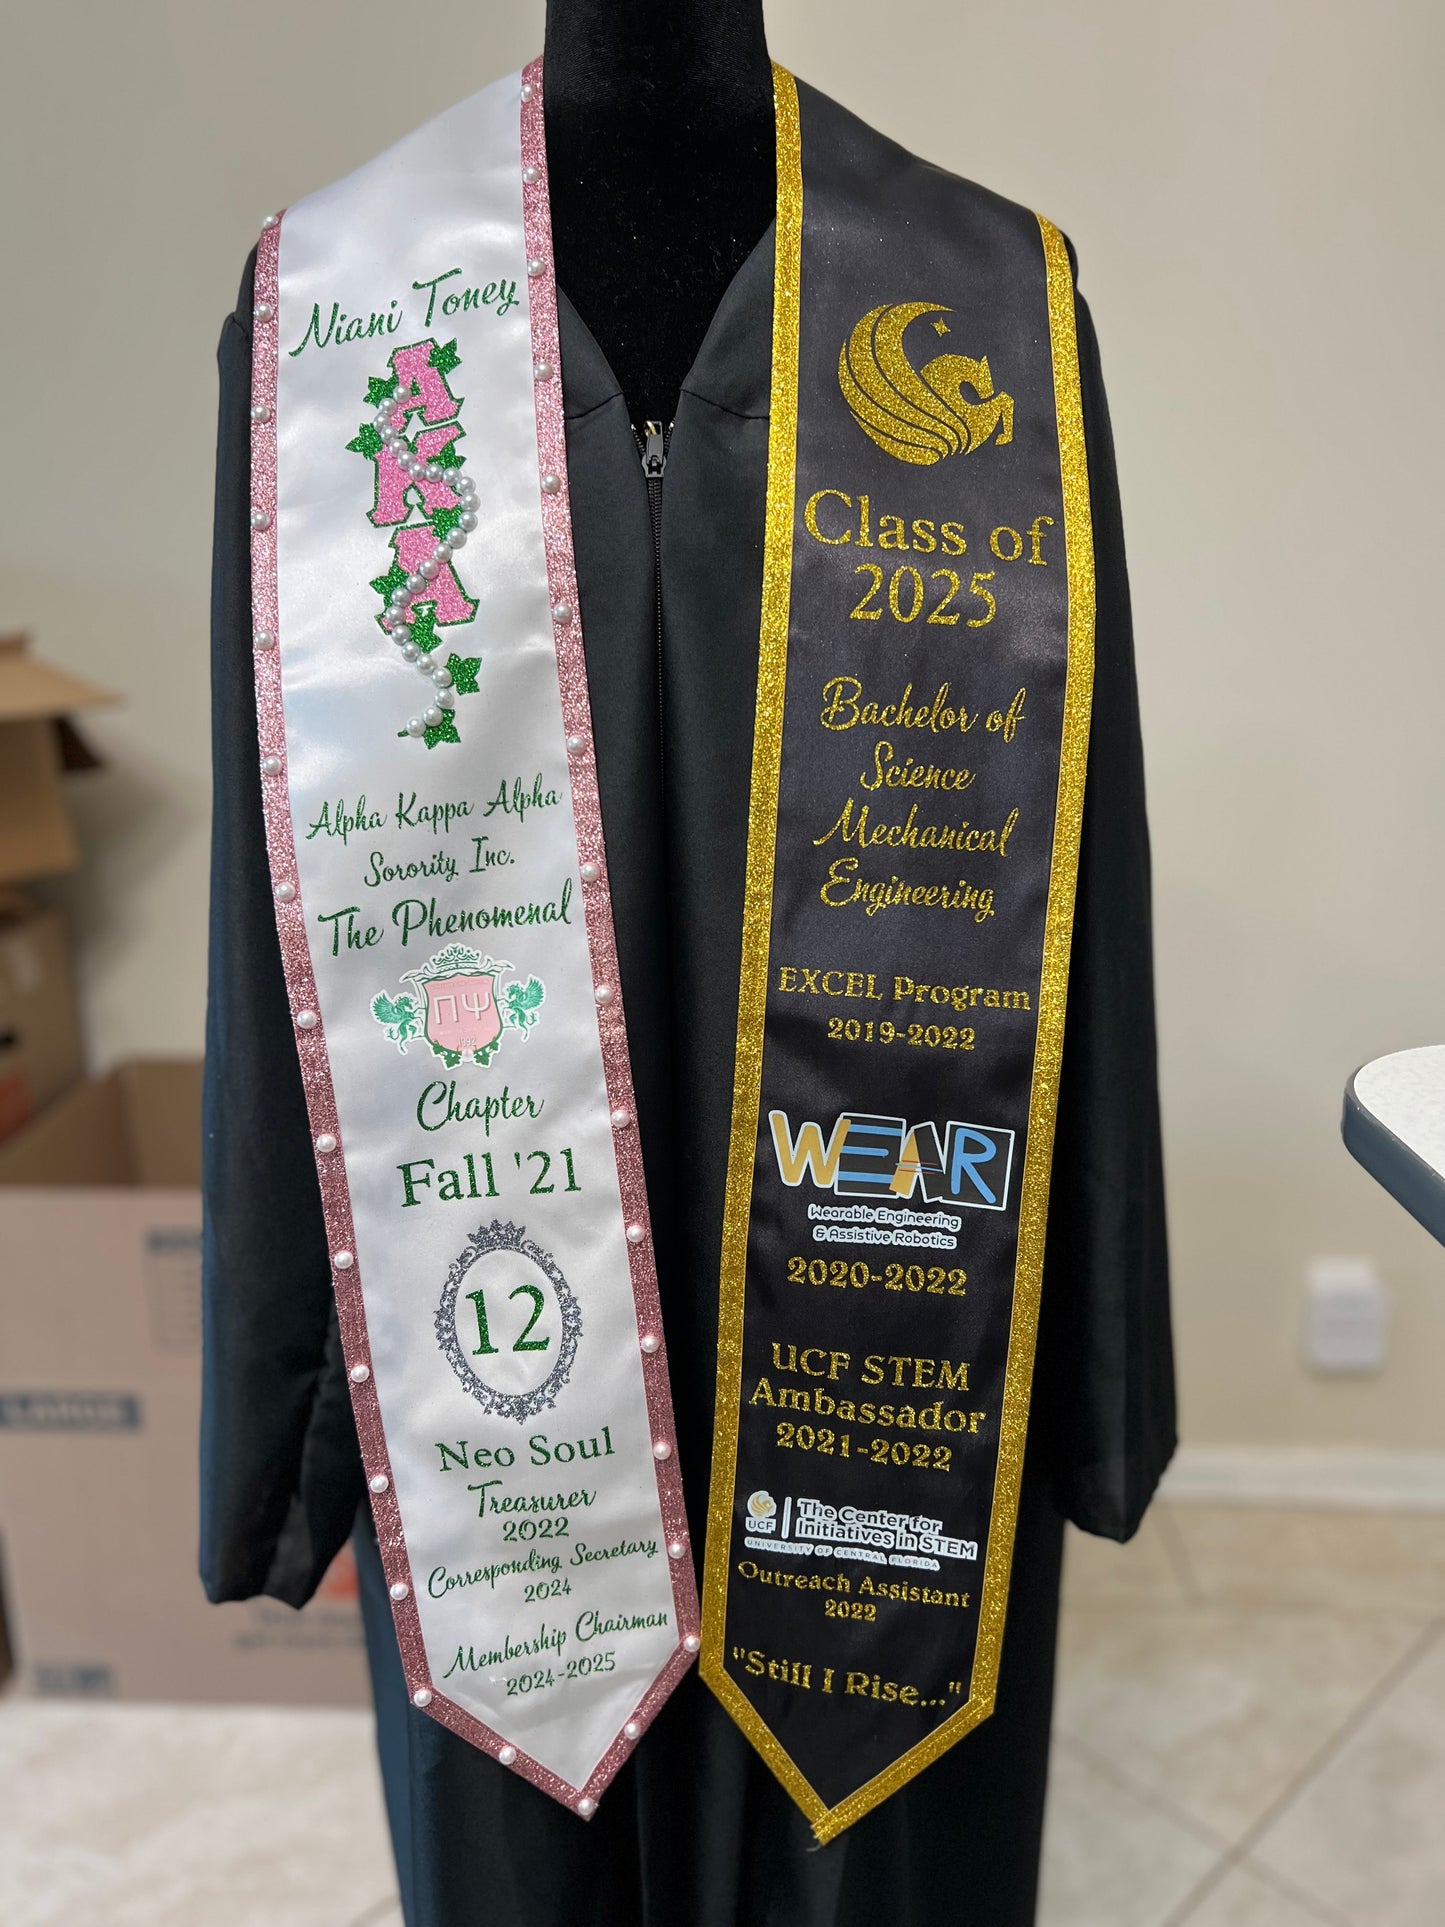 Niani Toney
AKA
Alpha Kappa Alpha
Sorority Inc.
The Phenomenal
ΠΨ
1992
Chapter
Fall '21
12
Neo Soul
Treasurer
2022
Corresponding Secretary
2024
Membership Chairman
2024-2025
Class of
2025
Bachelor of
Science
Mechanical
Engineering
EXCEL Program
2019-2022
WEAR
Wearable Engineering
& Assistive Robotics
2020-2022
UCF STEM
Ambassador
2021-2022
UCF
The Center for
Initiatives in STEM
UNIVERSITY OF CENTRAL FLORIDA
Outreach Assistant
2022
"Still I Rise..."